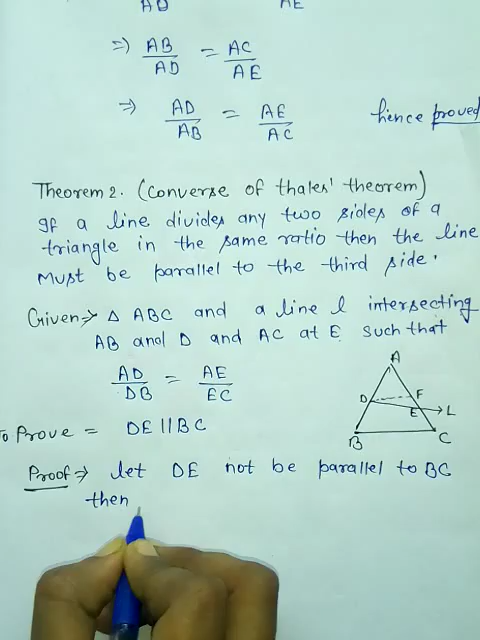 AD AE
=> AB/AD = AC/AE
=> AD/AB = AE/AC hence proved
Theorem 2. (converse of thales' theorem)
If a line divides any two sides of a
triangle in the same ratio then the line
must be parallel to the third side.
Given→ Δ ABC and a line l intersecting
AB and D and AC at E such that
AD/DB = AE/EC
To Prove = DE || BC
A
D F
E L
B C
Proof⇒ let DE not be parallel to BC
then